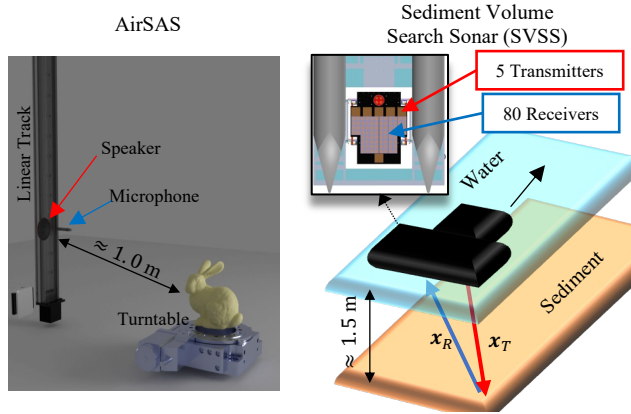 AirSAS
Linear Track
Speaker
Microphone
≈ 1.0 m
Turntable
Sediment Volume
Search Sonar (SVSS)
5 Transmitters
80 Receivers
Water
Sediment
≈ 1.5 m
x_R
x_T